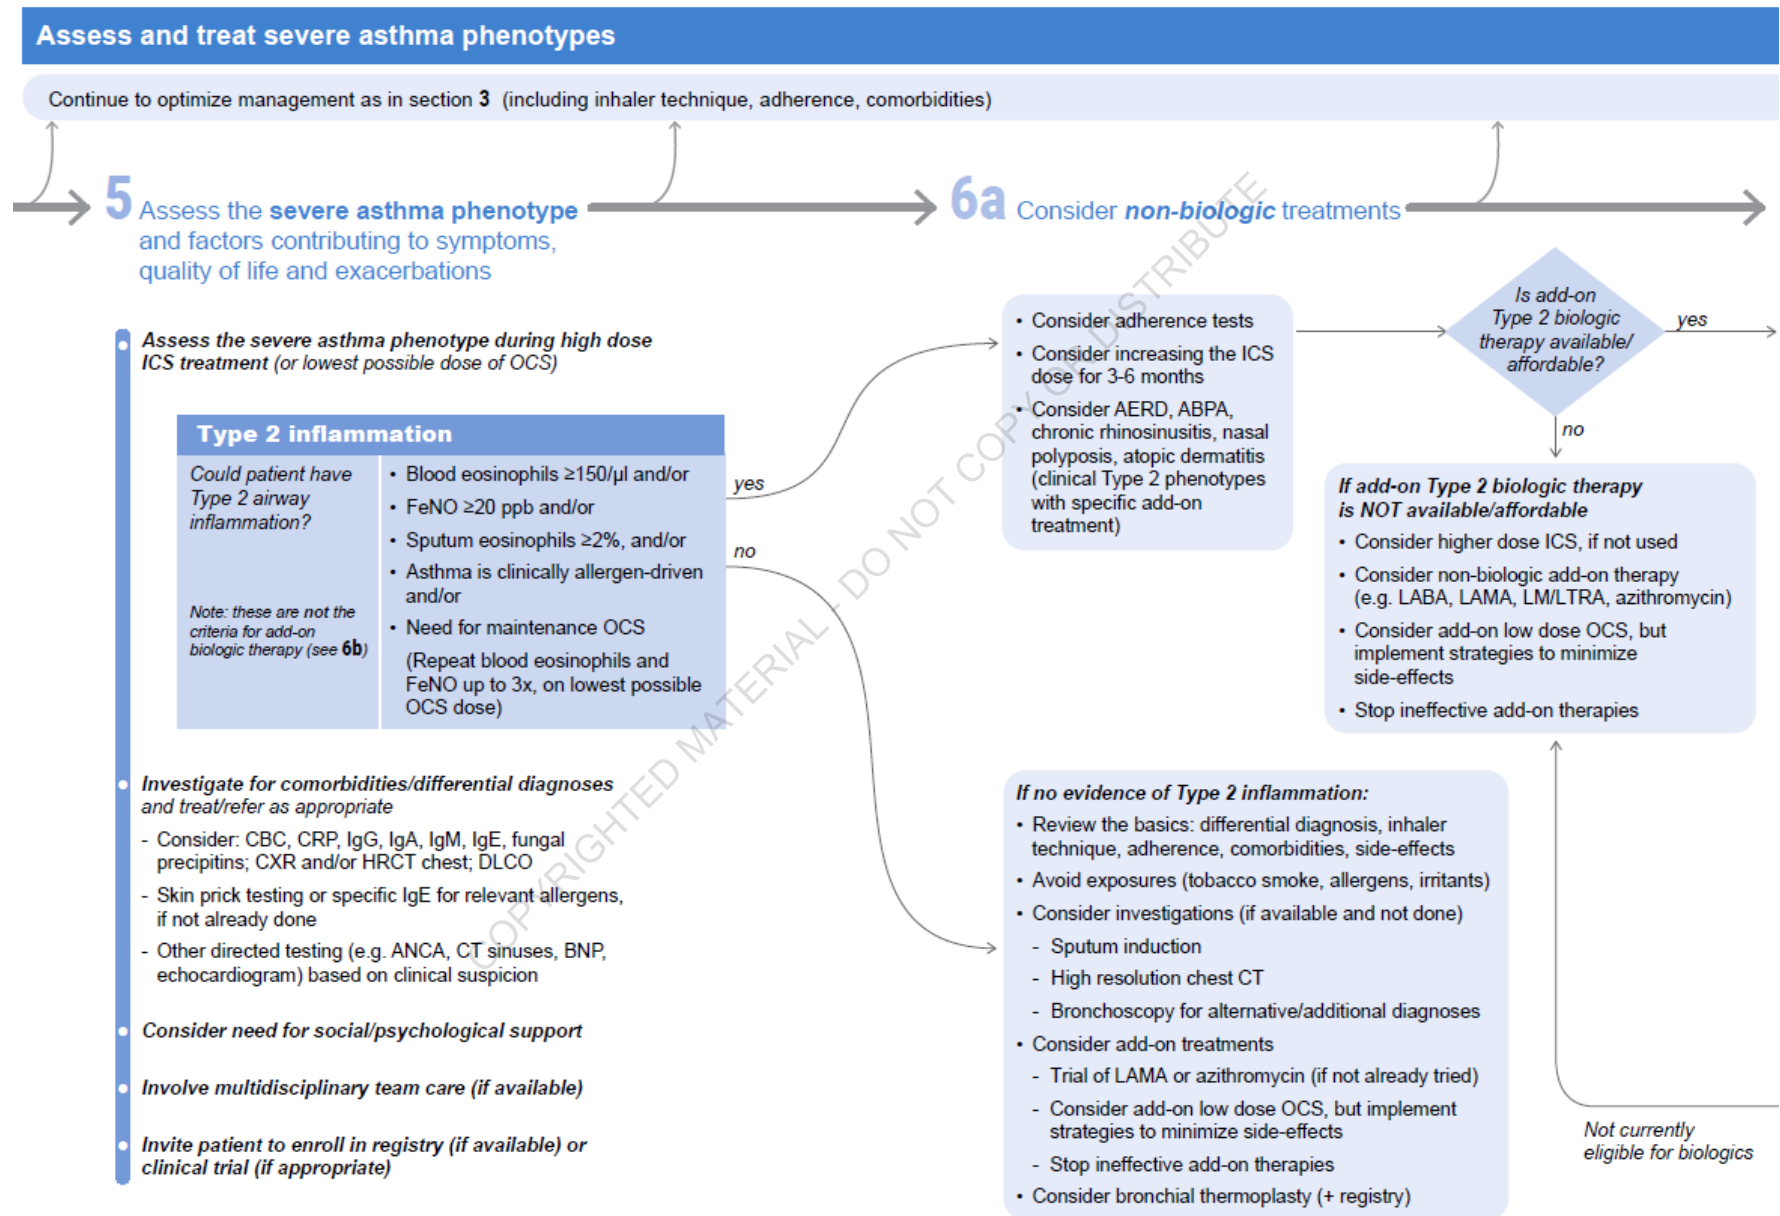 Assess and treat severe asthma phenotypes
Continue to optimize management as in section 3 (including inhaler technique, adherence, comorbidities)
5 Assess the severe asthma phenotype
and factors contributing to symptoms,
quality of life and exacerbations
Assess the severe asthma phenotype during high dose
ICS treatment (or lowest possible dose of OCS)
Type 2 inflammation
Could patient have
Type 2 airway
inflammation?
Note: these are not the
criteria for add-on
biologic therapy (see 6b)
• Blood eosinophils ≥150/μl and/or
• FeNO ≥20 ppb and/or
• Sputum eosinophils ≥2%, and/or
• Asthma is clinically allergen-driven
and/or
• Need for maintenance OCS
(Repeat blood eosinophils and
FeNO up to 3x, on lowest possible
OCS dose)
yes
no
Investigate for comorbidities/differential diagnoses
and treat/refer as appropriate
- Consider: CBC, CRP, IgG, IgA, IgM, IgE, fungal
precipitins; CXR and/or HRCT chest; DLCO
- Skin prick testing or specific IgE for relevant allergens,
if not already done
- Other directed testing (e.g. ANCA, CT sinuses, BNP,
echocardiogram) based on clinical suspicion
Consider need for social/psychological support
Involve multidisciplinary team care (if available)
Invite patient to enroll in registry (if available) or
clinical trial (if appropriate)
6a Consider non-biologic treatments
• Consider adherence tests
• Consider increasing the ICS
dose for 3-6 months
• Consider AERD, ABPA,
chronic rhinosinusitis, nasal
polyposis, atopic dermatitis
(clinical Type 2 phenotypes
with specific add-on
treatment)
Is add-on
Type 2 biologic
therapy available/
affordable?
yes
no
If add-on Type 2 biologic therapy
is NOT available/affordable
• Consider higher dose ICS, if not used
• Consider non-biologic add-on therapy
(e.g. LABA, LAMA, LM/LTRA, azithromycin)
• Consider add-on low dose OCS, but
implement strategies to minimize
side-effects
• Stop ineffective add-on therapies
If no evidence of Type 2 inflammation:
• Review the basics: differential diagnosis, inhaler
technique, adherence, comorbidities, side-effects
• Avoid exposures (tobacco smoke, allergens, irritants)
• Consider investigations (if available and not done)
- Sputum induction
- High resolution chest CT
- Bronchoscopy for alternative/additional diagnoses
• Consider add-on treatments
- Trial of LAMA or azithromycin (if not already tried)
- Consider add-on low dose OCS, but implement
strategies to minimize side-effects
- Stop ineffective add-on therapies
• Consider bronchial thermoplasty (+ registry)
Not currently
eligible for biologics
COPYRIGHTED MATERIAL - DO NOT COPY OR DISTRIBUTE